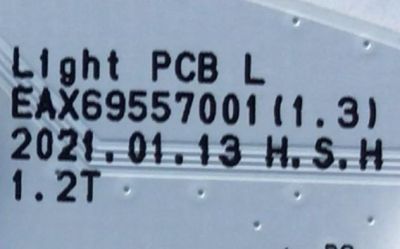 Light PCB L
EAX69557001(1.3)
2021.01.13 H.S.H
1.2T